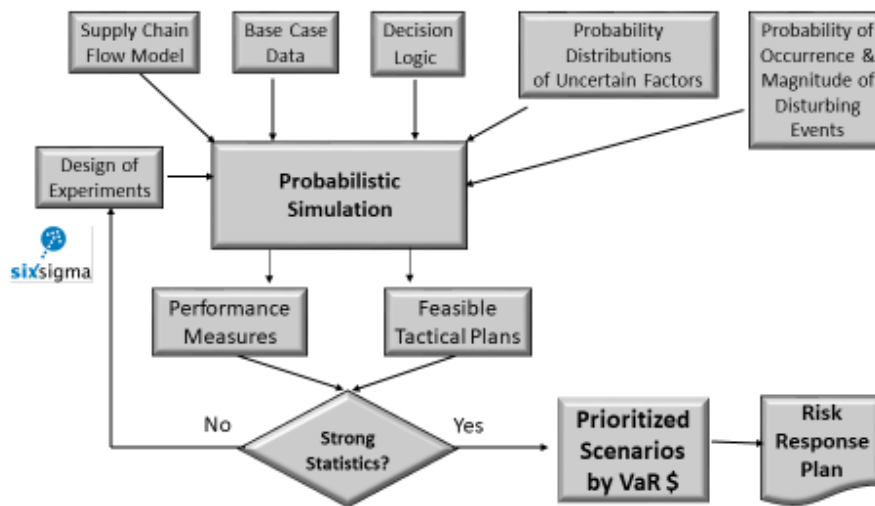 Supply Chain
Flow Model
Base Case
Data
Decision
Logic
Probability
Distributions
of Uncertain Factors
Probability of
Occurrence &
Magnitude of
Disturbing
Events
Design of
Experiments
Probabilistic
Simulation
sixsigma
Performance
Measures
Feasible
Tactical Plans
No
Strong
Statistics?
Yes
Prioritized
Scenarios
by VaR $
Risk
Response
Plan